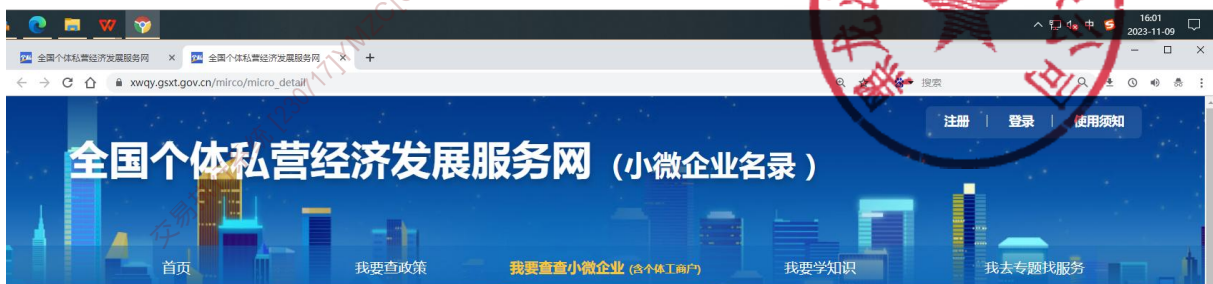 16:01
中
2023-11-09
全国个体私营经济发展服务网
全国个体私营经济发展服务网
xwqy.gsxt.gov.cn/mirco/micro_detail
搜索
注册 | 登录 | 使用须知
全国个体私营经济发展服务网（小微企业名录）
首页
我要查政策
我要查查小微企业 (含个体工商户)
我要学知识
我去专题找服务